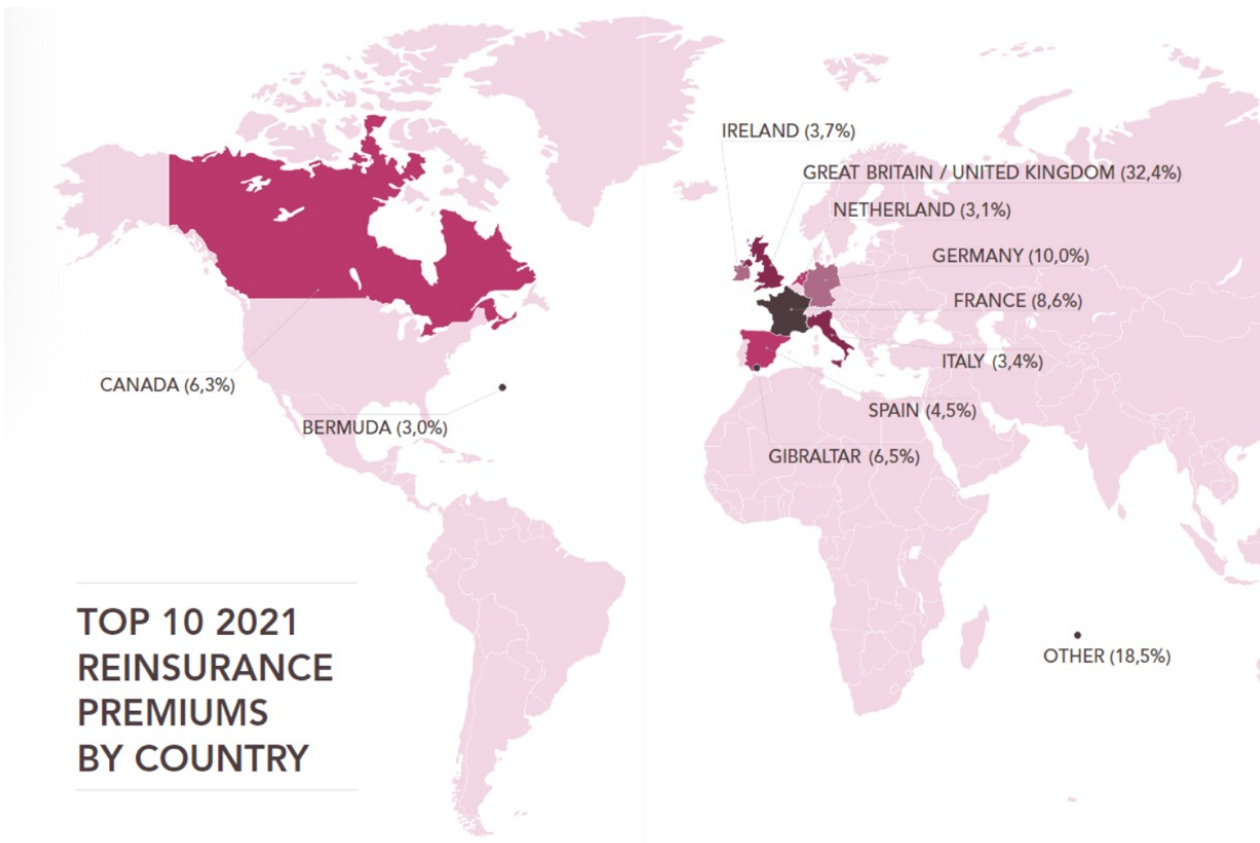 IRELAND (3,7%)
GREAT BRITAIN / UNITED KINGDOM (32,4%)
NETHERLAND (3,1%)
GERMANY (10,0%)
FRANCE (8,6%)
ITALY (3,4%)
CANADA (6,3%)
SPAIN (4,5%)
BERMUDA (3,0%)
GIBRALTAR (6,5%)
TOP 10 2021
REINSURANCE
PREMIUMS
BY COUNTRY
OTHER (18,5%)